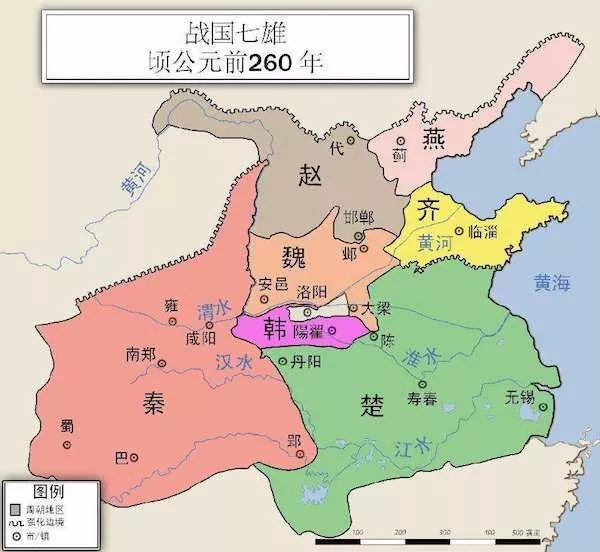 战国七雄
顷公元前260年
燕
蓟
代
赵
黄河
齐
临淄
邯郸
邺
黄河
魏
安邑
洛阳
大梁
黄海
雍
渭水
咸阳
韩
陽翟
陈
南郑
汉水
丹阳
淮水
秦
楚
寿春
无锡
蜀
巴
郢
江水
图例
周朝地区
强化边境
市/镇
100
200
300
400
500 英里